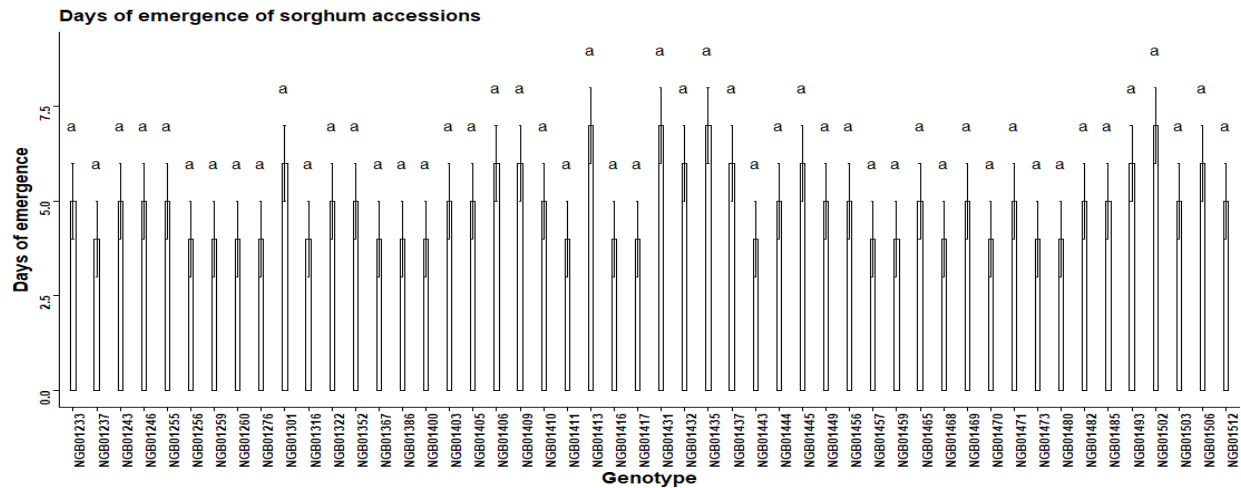 Days of emergence of sorghum accessions
a a a a
a a a a a a a a
a a a a a a a a a a a a a a a a a a a
a a a a a a a a a a a a a a a a a a a
Days of emergence
7.5
5.0
2.5
0.0
NGB01233
NGB01237
NGB01243
NGB01246
NGB01255
NGB01256
NGB01259
NGB01260
NGB01276
NGB01301
NGB01316
NGB01322
NGB01352
NGB01367
NGB01386
NGB01400
NGB01403
NGB01405
NGB01406
NGB01409
NGB01410
NGB01411
NGB01413
NGB01416
NGB01417
NGB01431
NGB01432
NGB01435
NGB01437
NGB01443
NGB01444
NGB01445
NGB01449
NGB01456
NGB01457
NGB01459
NGB01465
NGB01468
NGB01469
NGB01470
NGB01471
NGB01473
NGB01480
NGB01482
NGB01485
NGB01493
NGB01502
NGB01503
NGB01506
NGB01512
Genotype